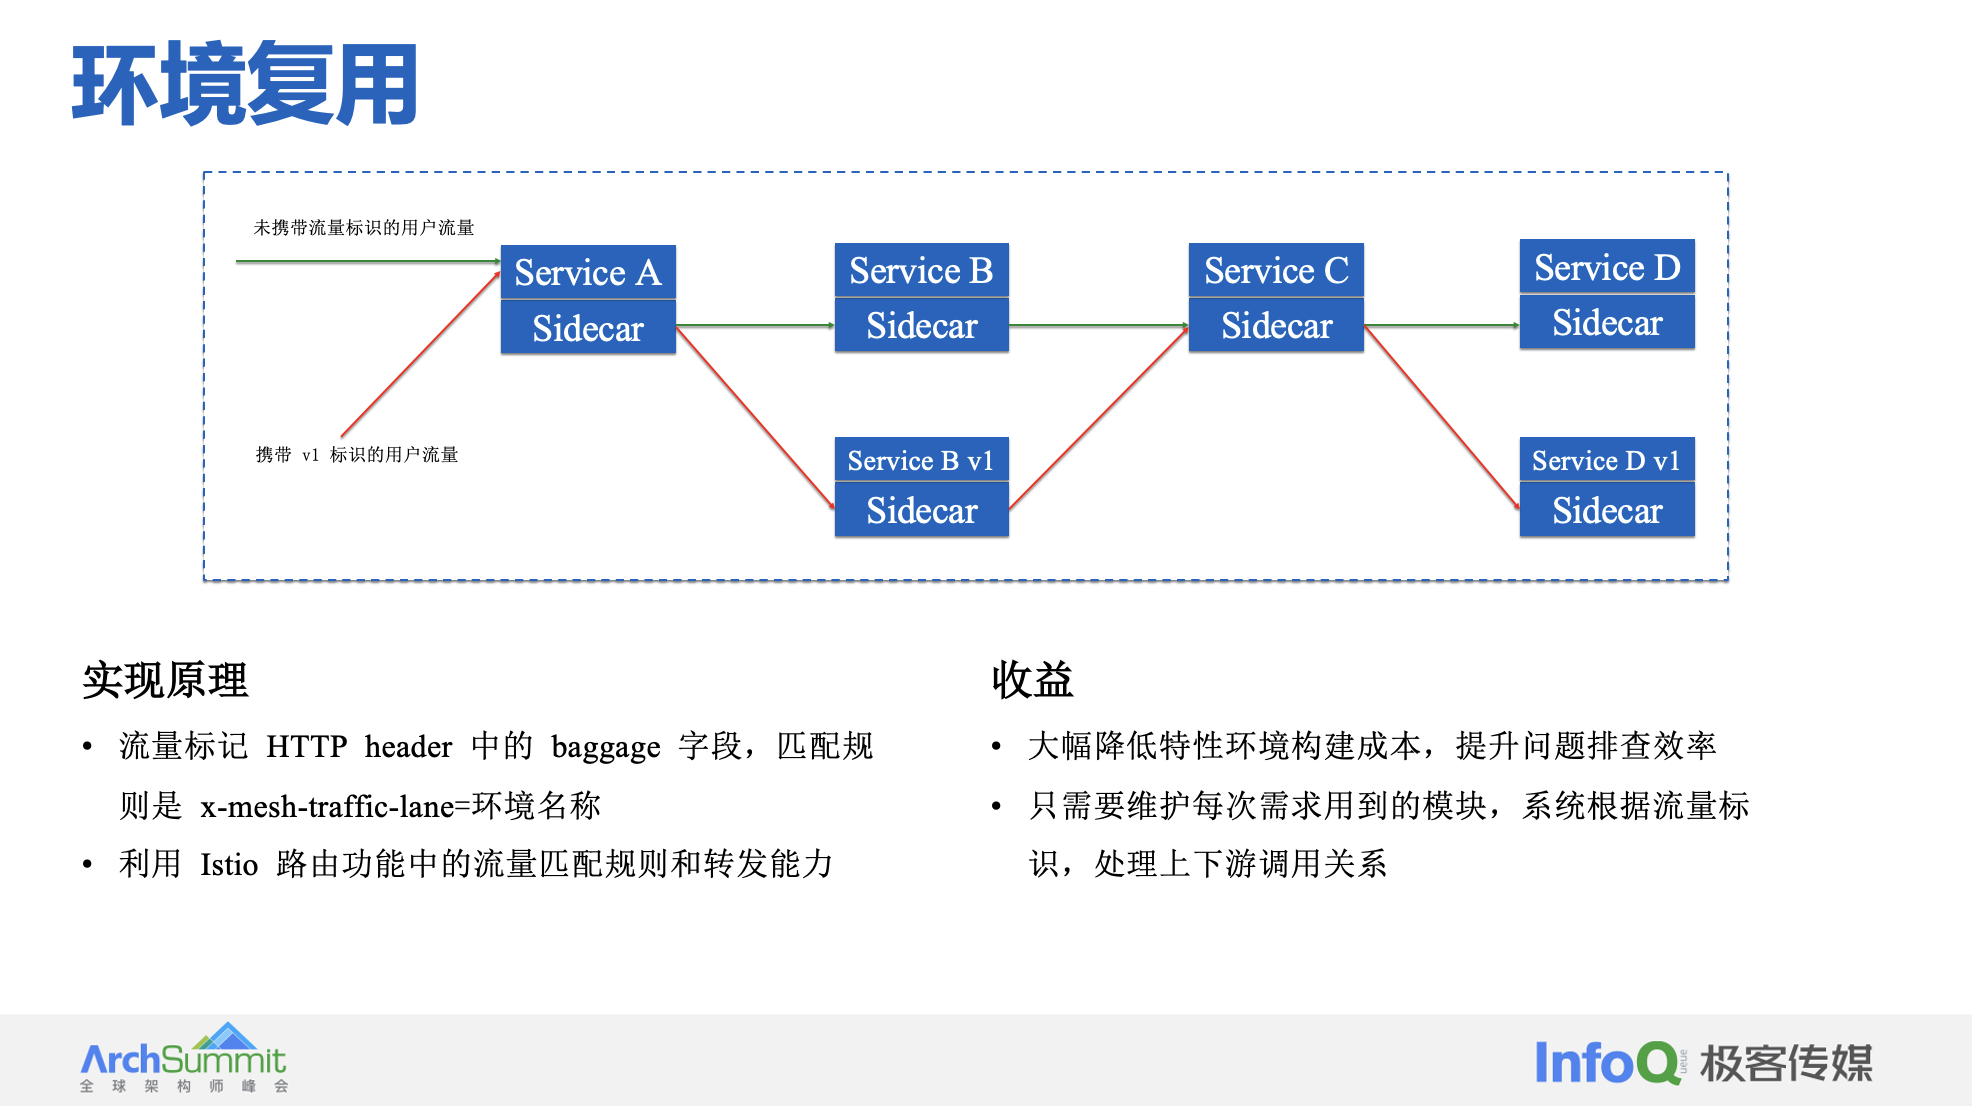 环境复用
未携带流量标识的用户流量
Service A
Sidecar
Service B
Sidecar
Service C
Sidecar
Service D
Sidecar
携带 v1 标识的用户流量
Service B v1
Sidecar
Service D v1
Sidecar
实现原理
• 流量标记 HTTP header 中的 baggage 字段，匹配规
则是 x-mesh-traffic-lane=环境名称
• 利用 Istio 路由功能中的流量匹配规则和转发能力
收益
• 大幅降低特性环境构建成本，提升问题排查效率
• 只需要维护每次需求用到的模块，系统根据流量标
识，处理上下游调用关系
ArchSummit
全球架构师峰会
InfoQ ueue 极客传媒